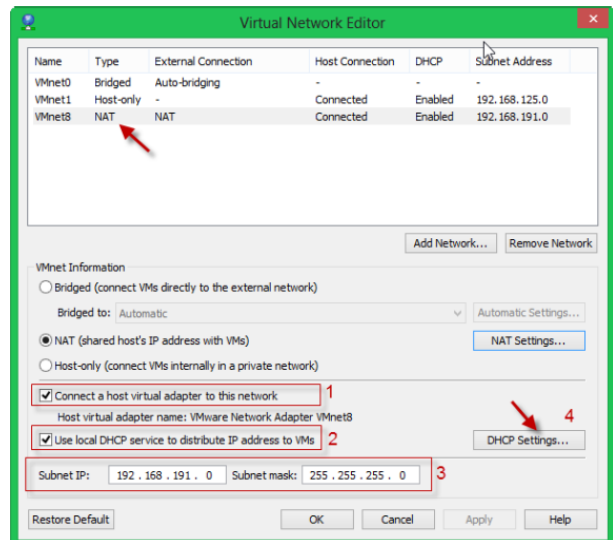 Virtual Network Editor
Name Type External Connection Host Connection DHCP Subnet Address
VMnet0 Bridged Auto-bridging - - -
VMnet1 Host-only - Connected Enabled 192.168.125.0
VMnet8 NAT NAT Connected Enabled 192.168.191.0
Add Network... Remove Network
VMnet Information
Bridged (connect VMs directly to the external network)
Bridged to: Automatic Automatic Settings...
NAT (shared host's IP address with VMs) NAT Settings...
Host-only (connect VMs internally in a private network)
Connect a host virtual adapter to this network 1
Host virtual adapter name: VMware Network Adapter VMnet8 4
Use local DHCP service to distribute IP address to VMs 2 DHCP Settings...
Subnet IP: 192 . 168 . 191 . 0 Subnet mask: 255 . 255 . 255 . 0 3
Restore Default OK Cancel Apply Help